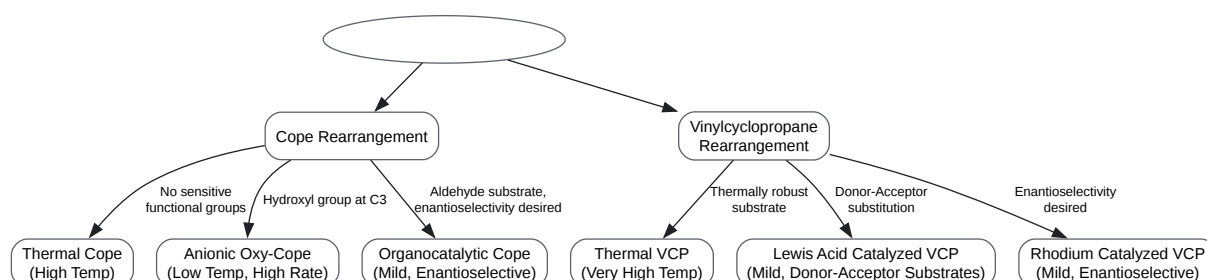 Cope Rearrangement
Vinylcyclopropane
Rearrangement
No sensitive
functional groups
Hydroxyl group at C3
Aldehyde substrate,
enantioselectivity desired
Thermally robust
substrate
Donor-Acceptor
substitution
Enantioselectivity
desired
Thermal Cope
(High Temp)
Anionic Oxy-Cope
(Low Temp, High Rate)
Organocatalytic Cope
(Mild, Enantioselective)
Thermal VCP
(Very High Temp)
Lewis Acid Catalyzed VCP
(Mild, Donor-Acceptor Substrates)
Rhodium Catalyzed VCP
(Mild, Enantioselective)